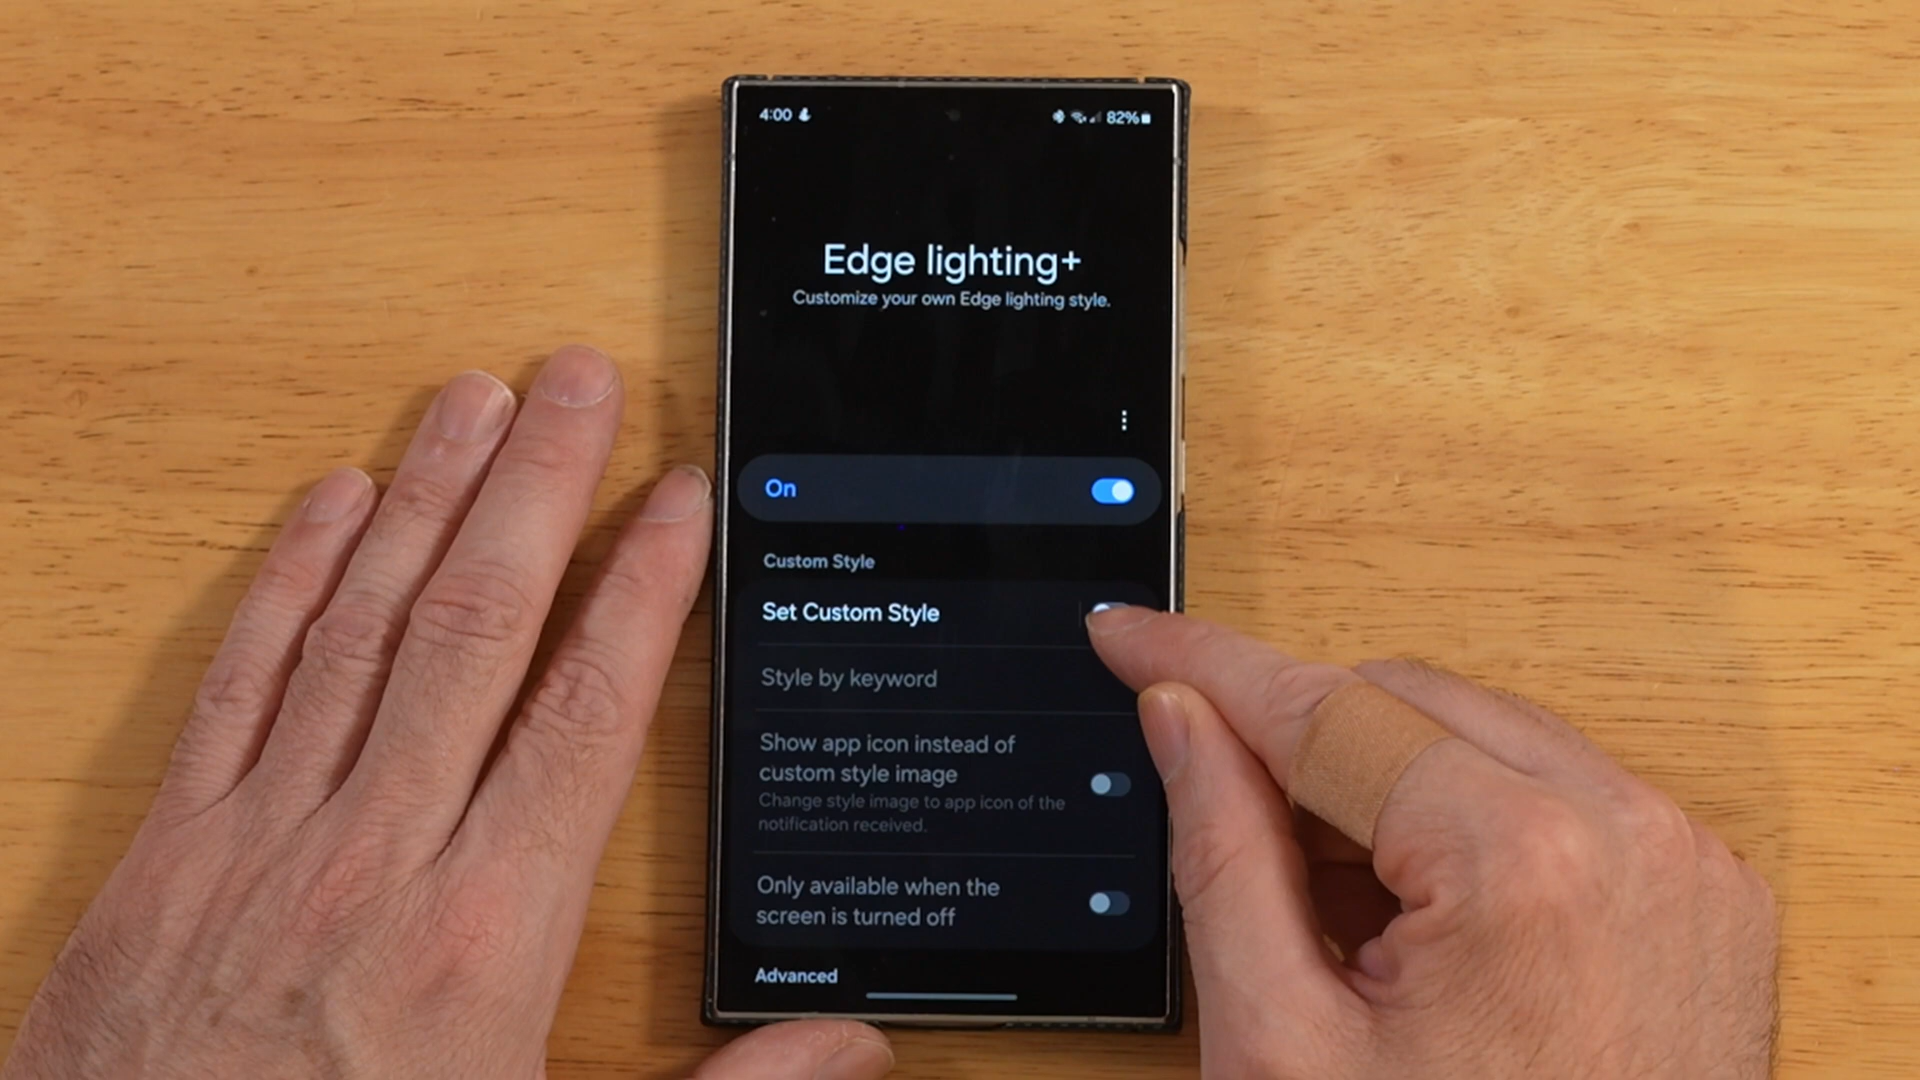 4:00
82%
Edge lighting+
Customize your own Edge lighting style.
On
Custom Style
Set Custom Style
Style by keyword
Show app icon instead of
custom style image
Change style image to app icon of the
notification received.
Only available when the
screen is turned off
Advanced